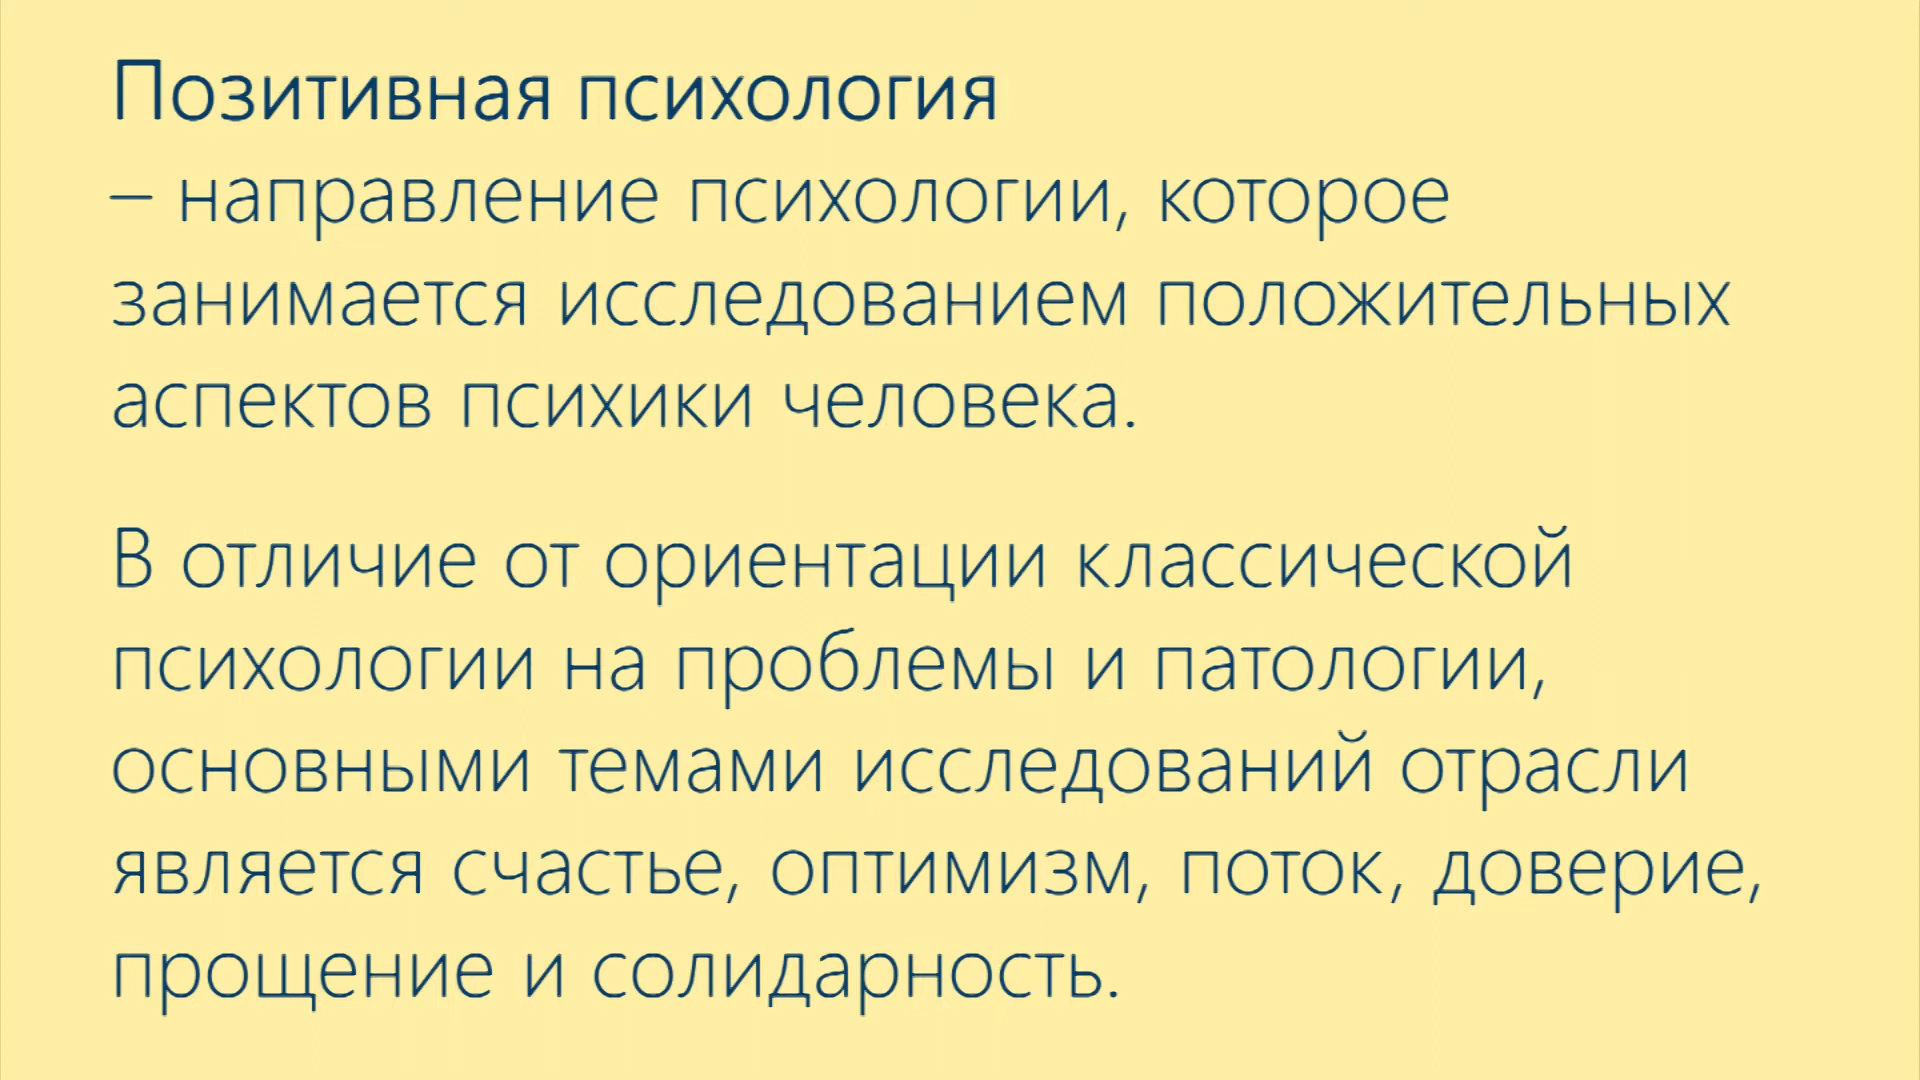 Позитивная психология
– направление психологии, которое
занимается исследованием положительных
аспектов психики человека.
В отличие от ориентации классической
психологии на проблемы и патологии,
основными темами исследований отрасли
является счастье, оптимизм, поток, доверие,
прощение и солидарность.